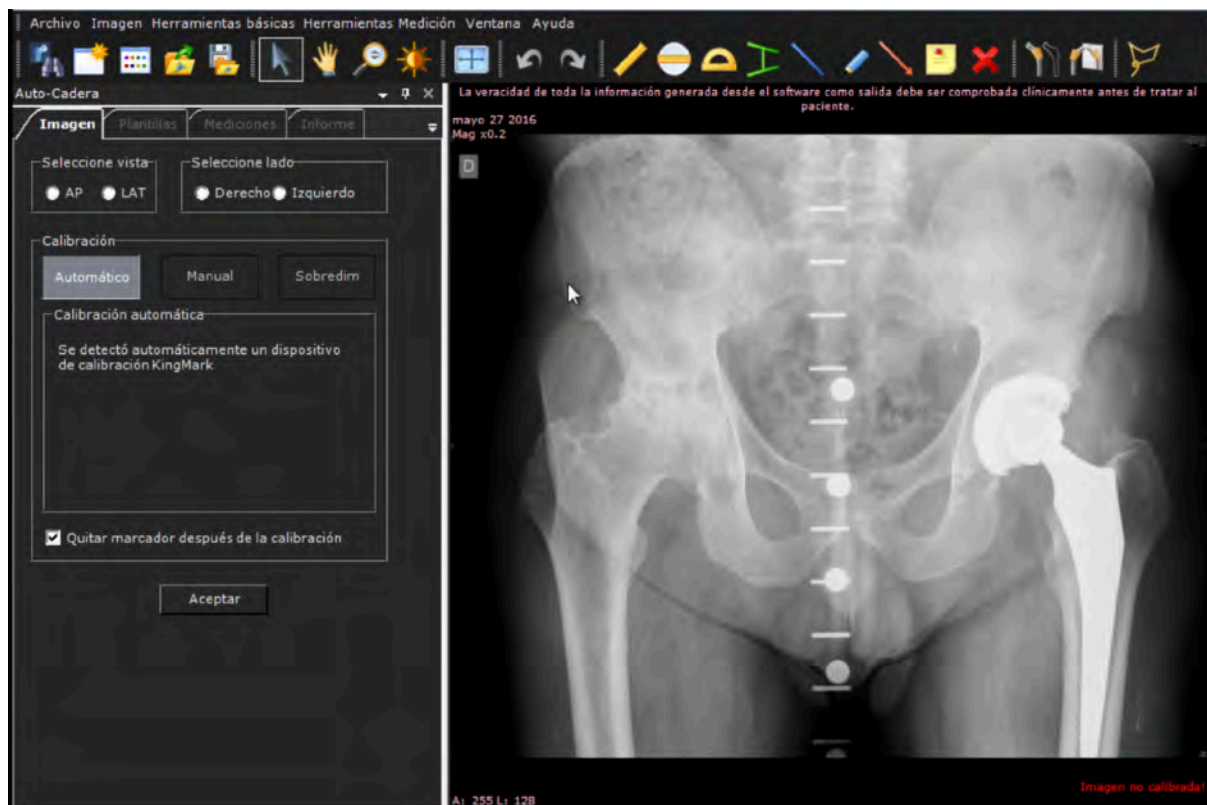 Archivo Imagen Herramientas básicas Herramientas Medición Ventana Ayuda
Auto-Cadera
Imagen Plantillas Mediciones Informe
Seleccione vista Seleccione lado
AP LAT Derecho Izquierdo
Calibración
Automático Manual Sobredim
Calibración automática
Se detectó automáticamente un dispositivo
de calibración KingMark
Quitar marcador después de la calibración
Aceptar
La veracidad de toda la información generada desde el software como salida debe ser comprobada clínicamente antes de tratar al
paciente.
mayo 27 2016
Mag x0.2
D
Imagen no calibrada!
A: 255 L: 128